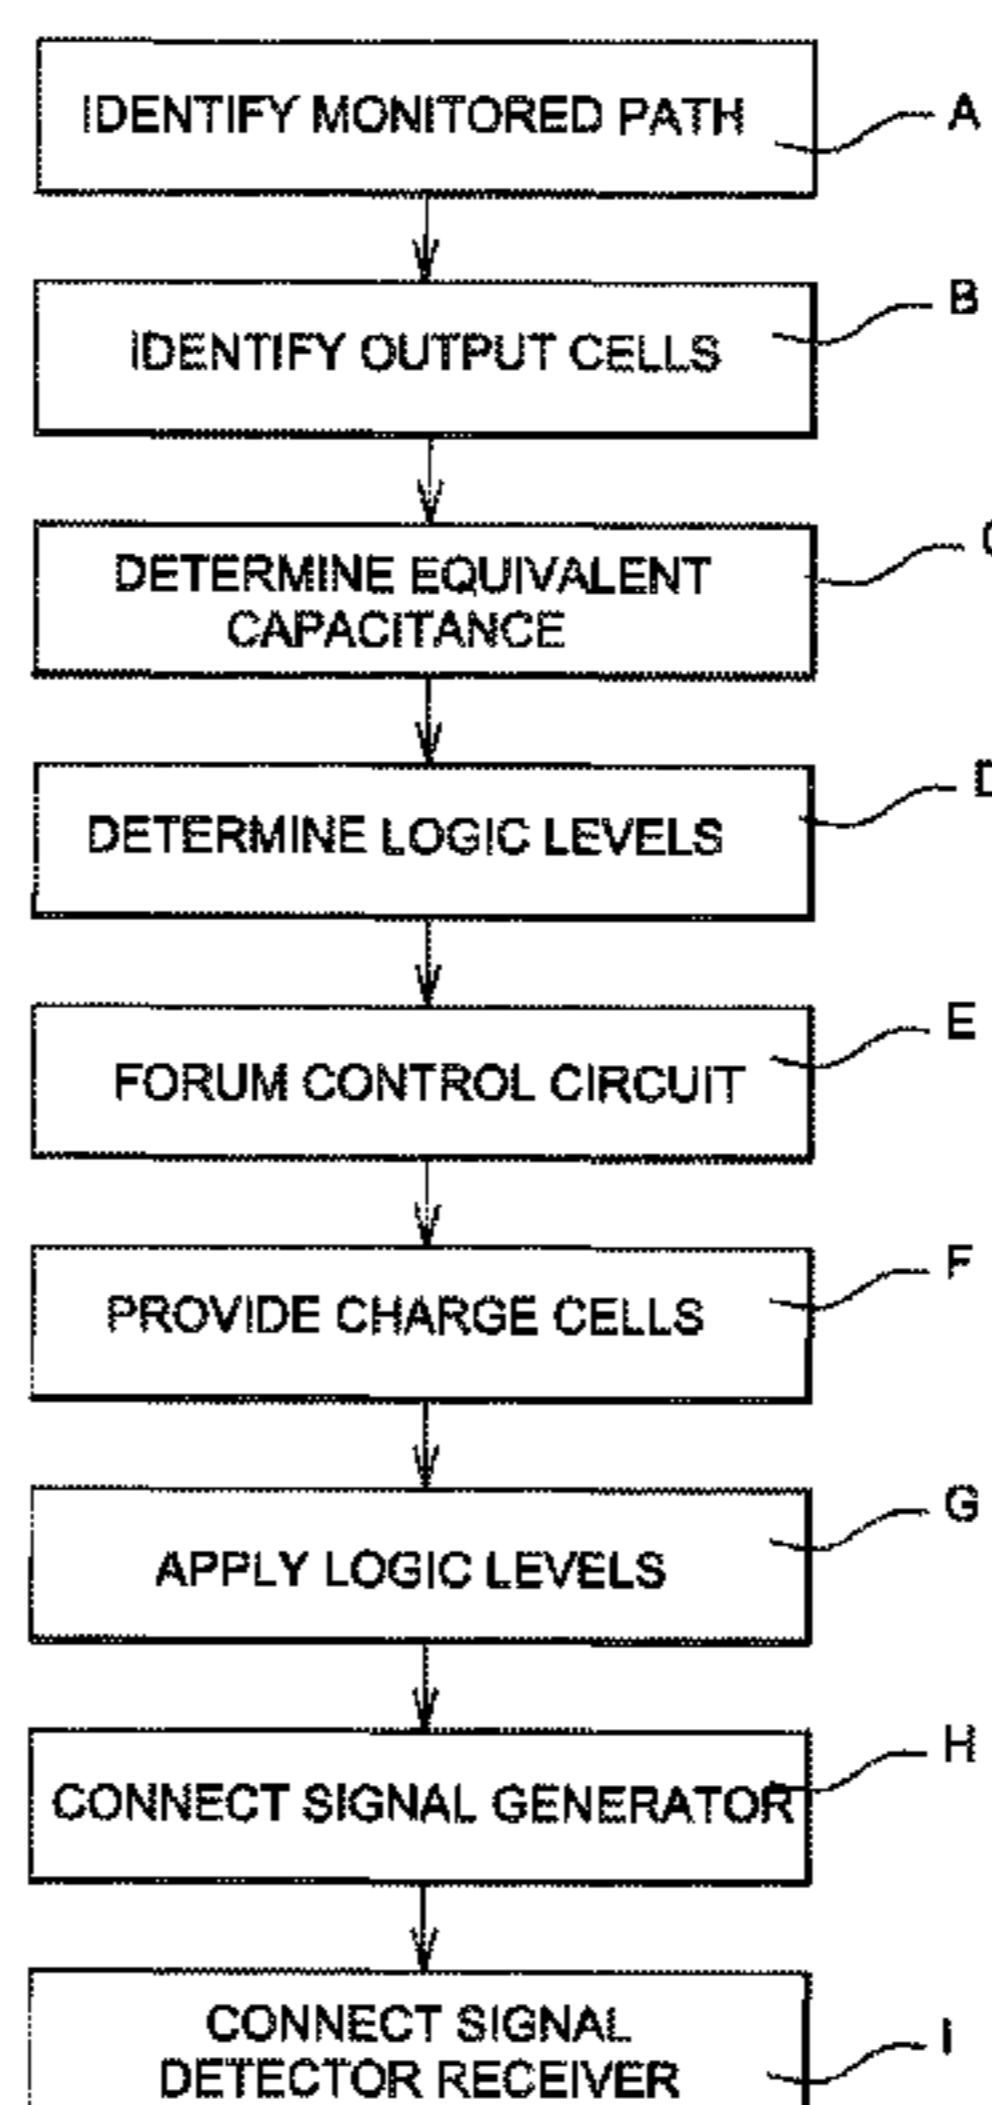 IDENTIFY MONITORED PATH
A
IDENTIFY OUTPUT CELLS
B
DETERMINE EQUIVALENT
CAPACITANCE
C
DETERMINE LOGIC LEVELS
D
FORUM CONTROL CIRCUIT
E
PROVIDE CHARGE CELLS
F
APPLY LOGIC LEVELS
G
CONNECT SIGNAL GENERATOR
H
CONNECT SIGNAL
DETECTOR RECEIVER
I